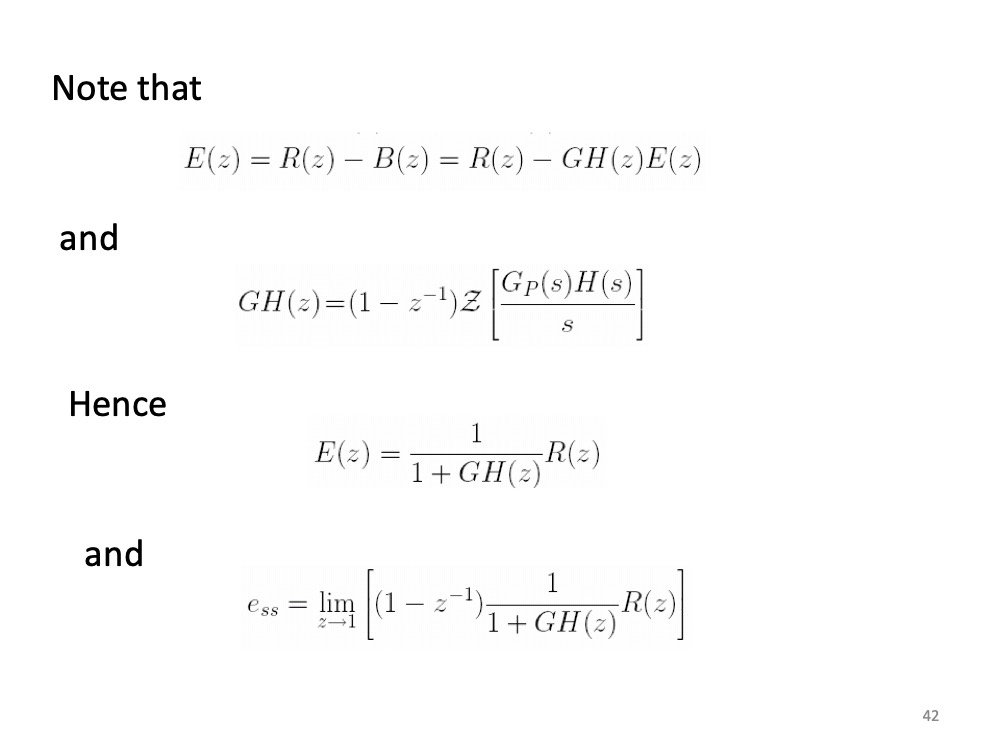 Note that
E(z) = R(z) − B(z) = R(z) − GH(z)E(z)
and
GH(z)=(1 − z⁻¹)𝒵 [G_P(s)H(s) / s]
Hence
E(z) = 1 / (1 + GH(z)) R(z)
and
e_ss = lim_{z→1} [(1 − z⁻¹) 1 / (1 + GH(z)) R(z)]
42